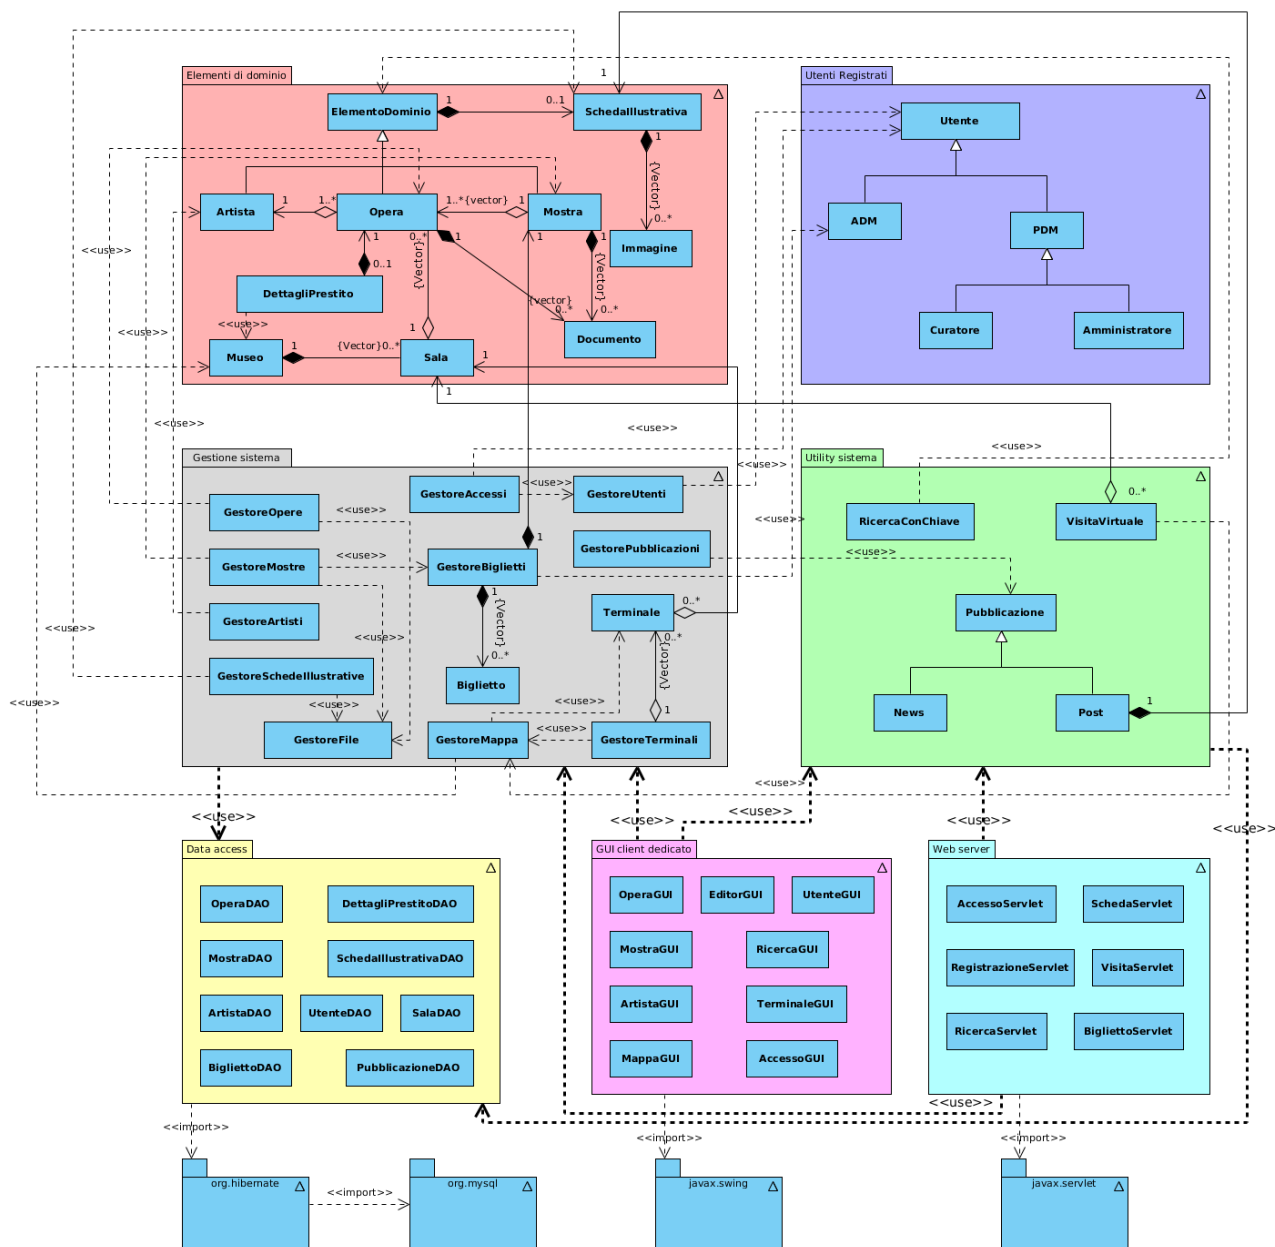 1
Elementi di dominio
Utenti Registrati
ElementoDominio
1
0..1
SchedaIllustrativa
Utente
1
{Vector}
Artista
1
1..*
Opera
1..*{vector}
1
Mostra
0..*
Immagine
ADM
PDM
<<use>>
0..*
1
1
1
1
{Vector}
{Vector}
0..1
DettagliPrestito
{vector}
0..*
0..*
<<use>>
<<use>>
1
Documento
Curatore
Amministratore
Museo
1
{Vector}0..*
Sala
1
1
<<use>>
<<use>>
<<use>>
Gestione sistema
<<use>>
Utility sistema
<<use>>
GestoreAccessi
GestoreUtenti
0..*
GestoreOpere
<<use>>
<<use>>
RicercaConChiave
VisitaVirtuale
1
GestorePubblicazioni
<<use>>
GestoreMostre
<<use>>
GestoreBiglietti
1
{Vector}
Terminale
0..*
Pubblicazione
GestoreArtisti
<<use>>
<<use>>
0..*
{Vector}
0..*
GestoreSchedeIllustrative
Biglietto
<<use>>
<<use>>
<<use>>
1
News
Post
1
GestoreFile
GestoreMappa
<<use>>
GestoreTerminali
<<use>>
<<use>>
<<use>>
<<use>>
<<use>>
<<use>>
Data access
GUI client dedicato
Web server
OperaDAO
DettagliPrestitoDAO
OperaGUI
EditorGUI
UtenteGUI
AccessoServlet
SchedaServlet
MostraDAO
SchedaIllustrativaDAO
MostraGUI
RicercaGUI
RegistrazioneServlet
VisitaServlet
ArtistaDAO
UtenteDAO
SalaDAO
ArtistaGUI
TerminaleGUI
RicercaServlet
BigliettoServlet
BigliettoDAO
PubblicazioneDAO
MappaGUI
AccessoGUI
<<use>>
<<import>>
<<import>>
<<import>>
org.hibernate
<<import>>
org.mysql
javax.swing
javax.servlet